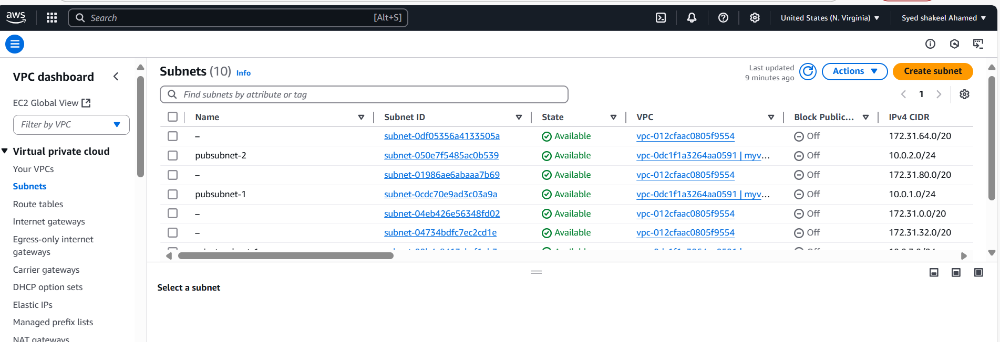 aws
Search [Alt+S] United States (N. Virginia) Syed shakeel Ahamed
VPC dashboard
EC2 Global View
Filter by VPC
Virtual private cloud
Your VPCs
Subnets
Route tables
Internet gateways
Egress-only internet
gateways
Carrier gateways
DHCP option sets
Elastic IPs
Managed prefix lists
NAT gateways
Subnets (10) Info
Last updated
9 minutes ago
Actions
Create subnet
Find subnets by attribute or tag
1
Name Subnet ID State VPC Block Public... IPv4 CIDR
– subnet-0df05356a4133505a Available vpc-012cfaac0805f9554 Off 172.31.64.0/20
pubsubnet-2 subnet-050e7f5485ac0b539 Available vpc-0dc1f1a3264aa0591 | myv... Off 10.0.2.0/24
– subnet-01986ae6abaaa7b69 Available vpc-012cfaac0805f9554 Off 172.31.80.0/20
pubsubnet-1 subnet-0cdc70e9ad3c03a9a Available vpc-0dc1f1a3264aa0591 | myv... Off 10.0.1.0/24
– subnet-04eb426e56348fd02 Available vpc-012cfaac0805f9554 Off 172.31.0.0/20
– subnet-04734bdfc7ec2cd1e Available vpc-012cfaac0805f9554 Off 172.31.32.0/20
Select a subnet